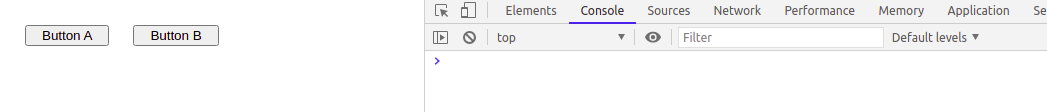 Elements Console Sources Network Performance Memory Application Se
Button A Button B top Filter Default levels